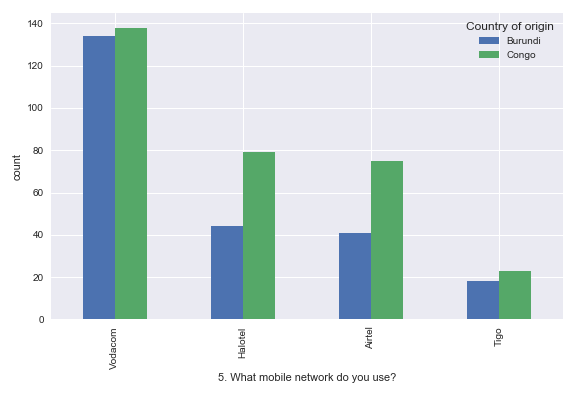 140
120
100
80
60
40
20
0
count
Country of origin
Burundi
Congo
Vodacom
Halotel
Airtel
Tigo
5. What mobile network do you use?